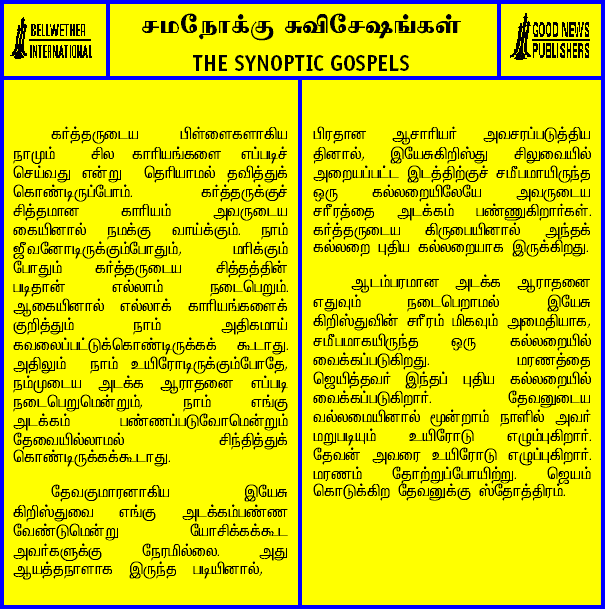 BELLWETHER
INTERNATIONAL
சமநோக்கு சுவிசேஷங்கள்
THE SYNOPTIC GOSPELS
GOOD NEWS
PUBLISHERS
கர்த்தருடைய பிள்ளைகளாகிய
நாமும் சில காரியங்களை எப்படிச்
செய்வது என்று தெரியாமல் தவித்துக்
கொண்டிருப்போம். கர்த்தருக்குச்
சித்தமான காரியம் அவருடைய
கையினால் நமக்கு வாய்க்கும். நாம்
ஜீவனோடிருக்கும்போதும், மரிக்கும்
போதும் கர்த்தருடைய சித்தத்தின்
படிதான் எல்லாம் நடைபெறும்.
ஆகையினால் எல்லாக் காரியங்களைக்
குறித்தும் நாம் அதிகமாய்
கவலைப்பட்டுக்கொண்டிருக்கக் கூடாது.
அதிலும் நாம் உயிரோடிருக்கும்போதே,
நம்முடைய அடக்க ஆராதனை எப்படி
நடைபெறுமென்றும், நாம் எங்கு
அடக்கம் பண்ணப்படுவோமென்றும்
தேவையில்லாமல் சிந்தித்துக்
கொண்டிருக்கக்கூடாது.
தேவகுமாரனாகிய இயேசு
கிறிஸ்துவை எங்கு அடக்கம்பண்ண
வேண்டுமென்று யோசிக்கக்கூட
அவர்களுக்கு நேரமில்லை. அது
ஆயத்தநாளாக இருந்த படியினால்,
பிரதான ஆசாரியர் அவசரப்படுத்திய
தினால், இயேசுகிறிஸ்து சிலுவையில்
அறையப்பட்ட இடத்திற்குச் சமீபமாயிருந்த
ஒரு கல்லறையிலேயே அவருடைய
சரீரத்தை அடக்கம் பண்ணுகிறார்கள்.
கர்த்தருடைய கிருபையினால் அந்தக்
கல்லறை புதிய கல்லறையாக இருக்கிறது.
ஆடம்பரமான அடக்க ஆராதனை
எதுவும் நடைபெறாமல் இயேசு
கிறிஸ்துவின் சரீரம் மிகவும் அமைதியாக,
சமீபமாகயிருந்த ஒரு கல்லறையில்
வைக்கப்படுகிறது. மரணத்தை
ஜெயித்தவர் இந்தப் புதிய கல்லறையில்
வைக்கப்படுகிறார். தேவனுடைய
வல்லமையினால் மூன்றாம் நாளில் அவர்
மறுபடியும் உயிரோடு எழும்புகிறார்.
தேவன் அவரை உயிரோடு எழுப்புகிறார்.
மரணம் தோற்றுப்போயிற்று. ஜெயம்
கொடுக்கிற தேவனுக்கு ஸ்தோத்திரம்.